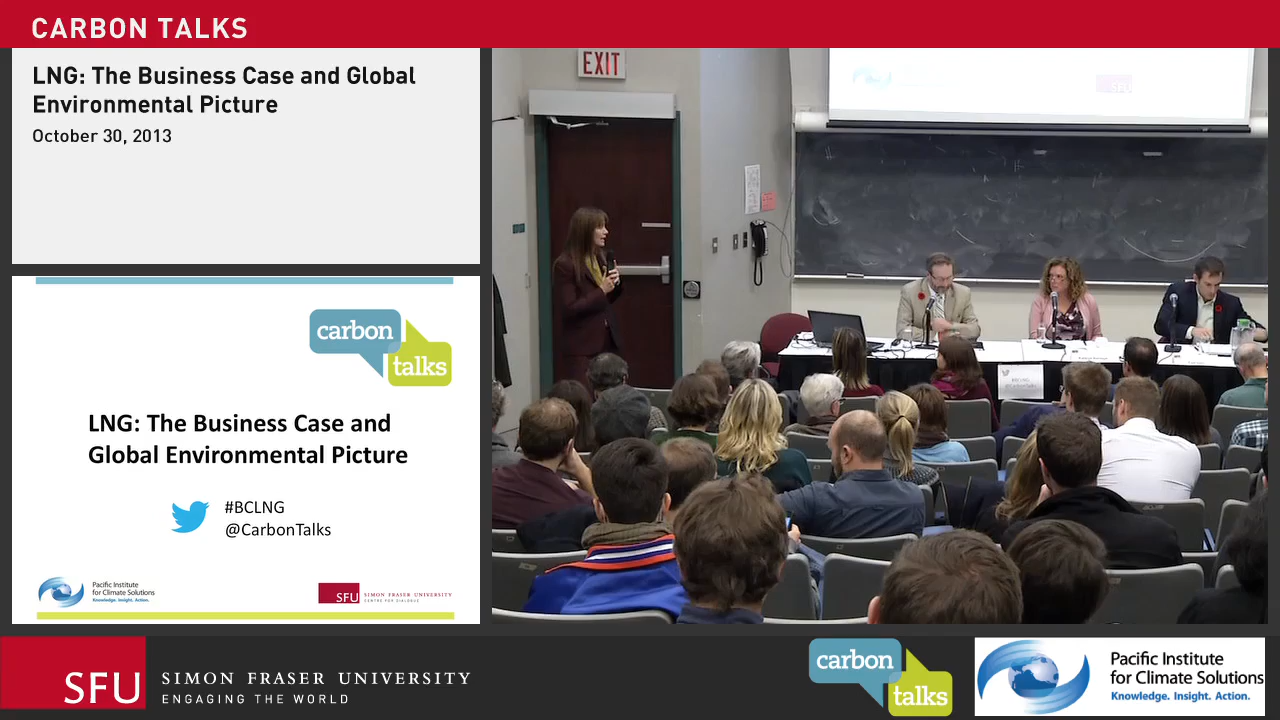 CARBON TALKS
LNG: The Business Case and Global
Environmental Picture
October 30, 2013
carbon
talks
LNG: The Business Case and
Global Environmental Picture
#BCLNG
@CarbonTalks
Pacific Institute
for Climate Solutions
Knowledge. Insight. Action.
SFU
SIMON FRASER UNIVERSITY
CENTRE FOR DIALOGUE
EXIT
SFU
SFU
SIMON FRASER UNIVERSITY
ENGAGING THE WORLD
carbon
talks
Pacific Institute
for Climate Solutions
Knowledge. Insight. Action.